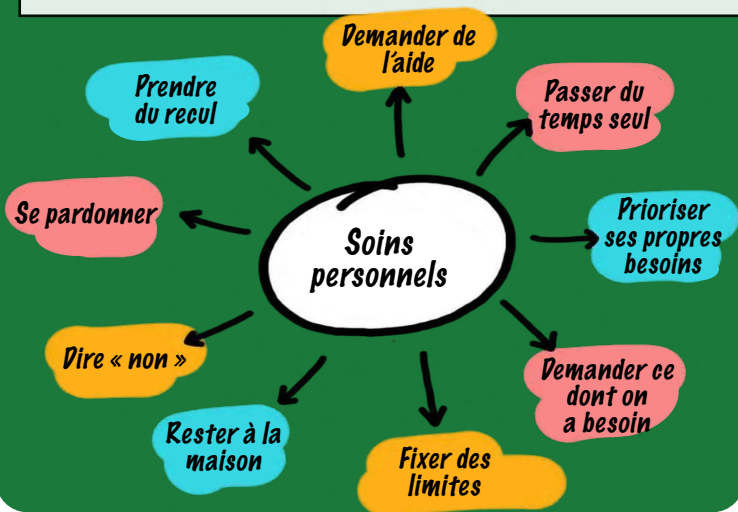 Demander de
l'aide
Prendre
du recul
Passer du
temps seul
Se pardonner
Soins
personnels
Prioriser
ses propres
besoins
Dire « non »
Demander ce
dont on
a besoin
Rester à la
maison
Fixer des
limites